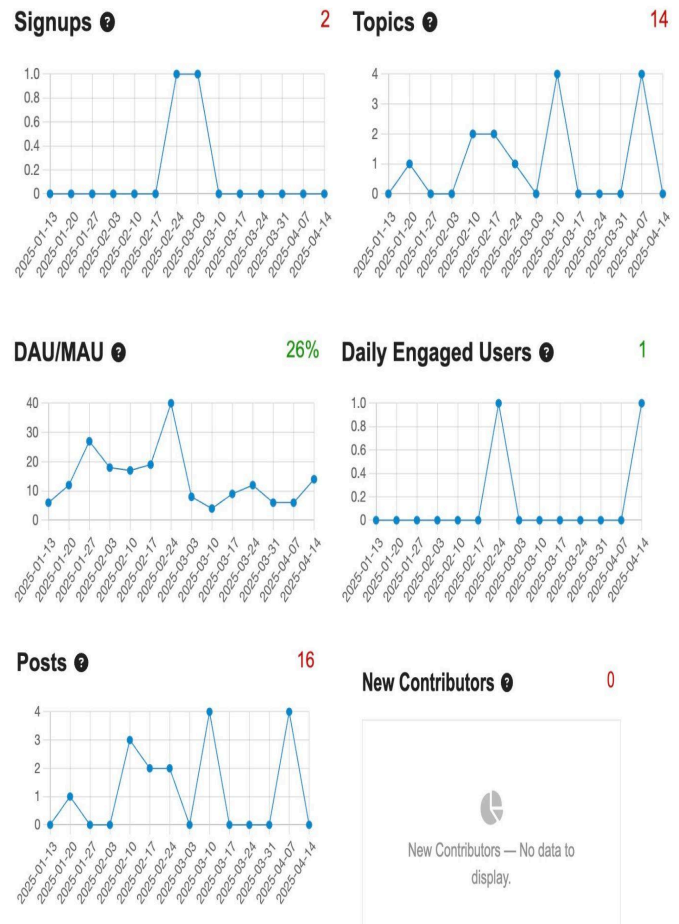 Signups ? 2
1.0
0.8
0.6
0.4
0.2
0
2025-01-13 2025-01-20 2025-01-27 2025-02-03 2025-02-10 2025-02-17 2025-02-24 2025-03-03 2025-03-10 2025-03-17 2025-03-24 2025-03-31 2025-04-07 2025-04-14
Topics ? 14
4
3
2
1
0
2025-01-13 2025-01-20 2025-01-27 2025-02-03 2025-02-10 2025-02-17 2025-02-24 2025-03-03 2025-03-10 2025-03-17 2025-03-24 2025-03-31 2025-04-07 2025-04-14
DAU/MAU ? 26%
40
30
20
10
0
2025-01-13 2025-01-20 2025-01-27 2025-02-03 2025-02-10 2025-02-17 2025-02-24 2025-03-03 2025-03-10 2025-03-17 2025-03-24 2025-03-31 2025-04-07 2025-04-14
Daily Engaged Users ? 1
1.0
0.8
0.6
0.4
0.2
0
2025-01-13 2025-01-20 2025-01-27 2025-02-03 2025-02-10 2025-02-17 2025-02-24 2025-03-03 2025-03-10 2025-03-17 2025-03-24 2025-03-31 2025-04-07 2025-04-14
Posts ? 16
4
3
2
1
0
2025-01-13 2025-01-20 2025-01-27 2025-02-03 2025-02-10 2025-02-17 2025-02-24 2025-03-03 2025-03-10 2025-03-17 2025-03-24 2025-03-31 2025-04-07 2025-04-14
New Contributors ? 0
New Contributors — No data to
display.